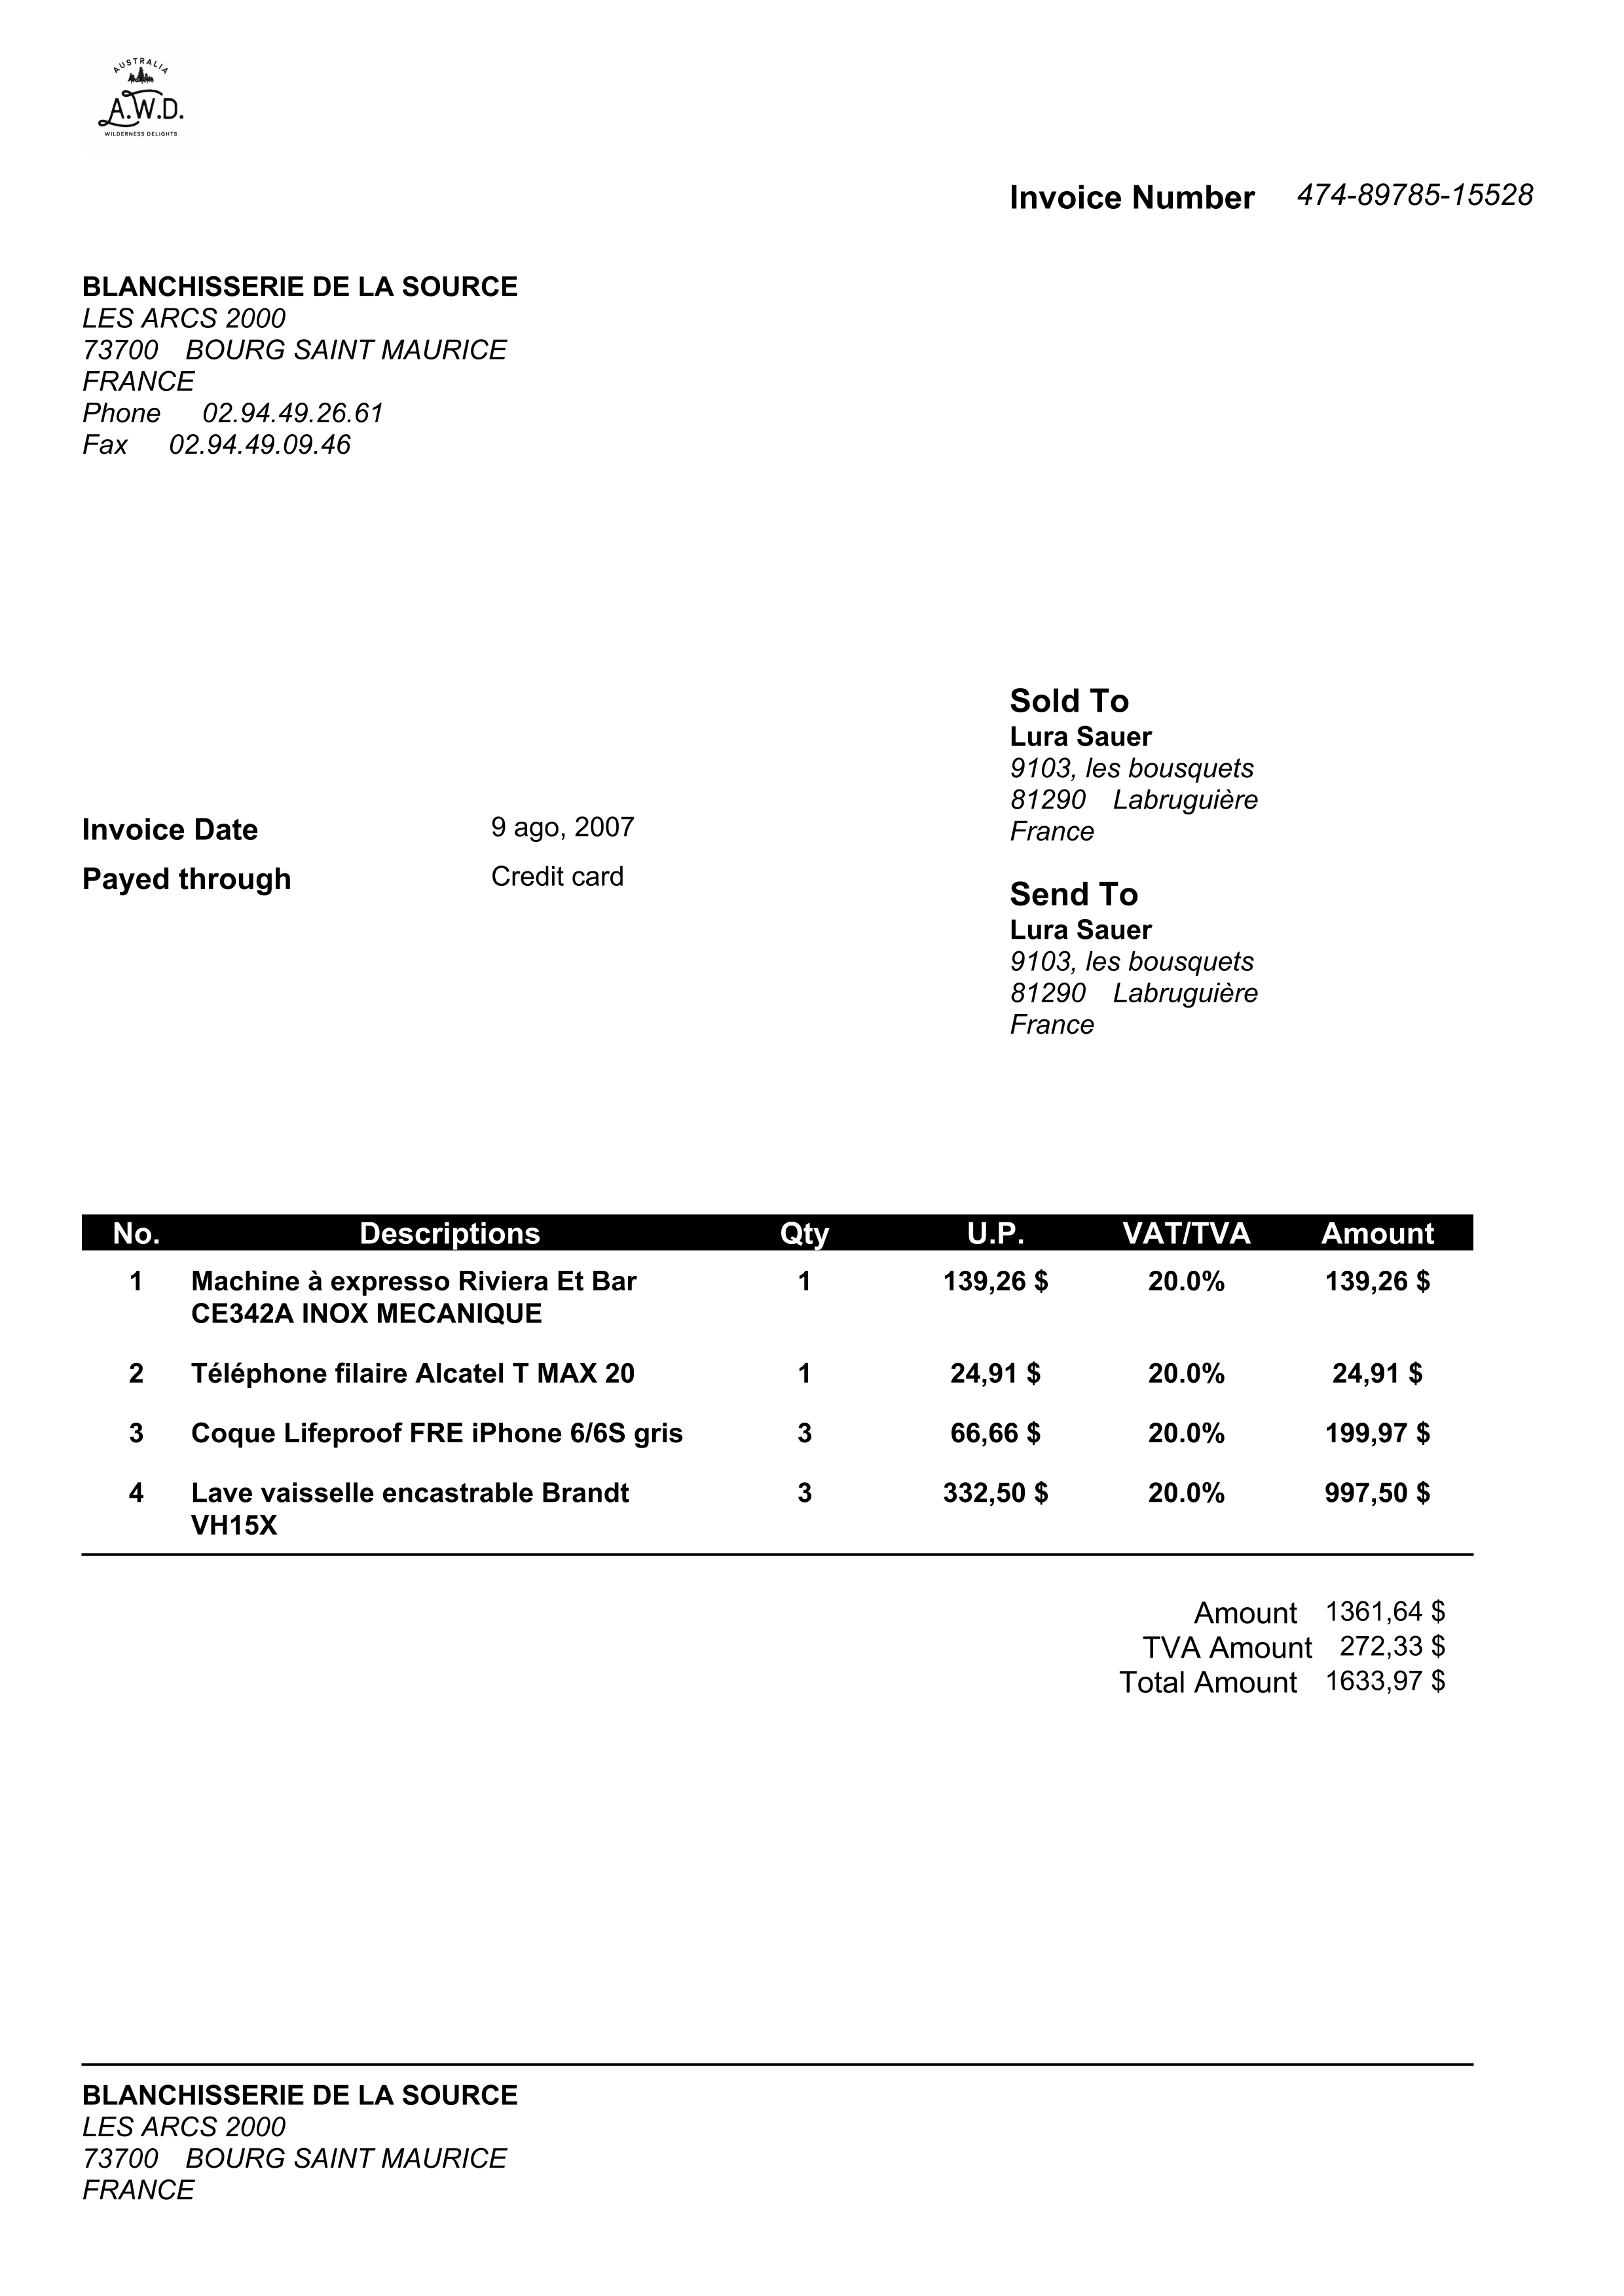 AUSTRALIA
A.W.D.
WILDERNESS DELIGHTS
Invoice Number 474-89785-15528
BLANCHISSERIE DE LA SOURCE
LES ARCS 2000
73700 BOURG SAINT MAURICE
FRANCE
Phone 02.94.49.26.61
Fax 02.94.49.09.46
Sold To
Lura Sauer
9103, les bousquets
81290 Labruguière
France
Invoice Date 9 ago, 2007
Payed through Credit card
Send To
Lura Sauer
9103, les bousquets
81290 Labruguière
France
No. Descriptions Qty U.P. VAT/TVA Amount
1 Machine à expresso Riviera Et Bar 1 139,26 $ 20.0% 139,26 $
CE342A INOX MECANIQUE
2 Téléphone filaire Alcatel T MAX 20 1 24,91 $ 20.0% 24,91 $
3 Coque Lifeproof FRE iPhone 6/6S gris 3 66,66 $ 20.0% 199,97 $
4 Lave vaisselle encastrable Brandt 3 332,50 $ 20.0% 997,50 $
VH15X
Amount 1361,64 $
TVA Amount 272,33 $
Total Amount 1633,97 $
BLANCHISSERIE DE LA SOURCE
LES ARCS 2000
73700 BOURG SAINT MAURICE
FRANCE